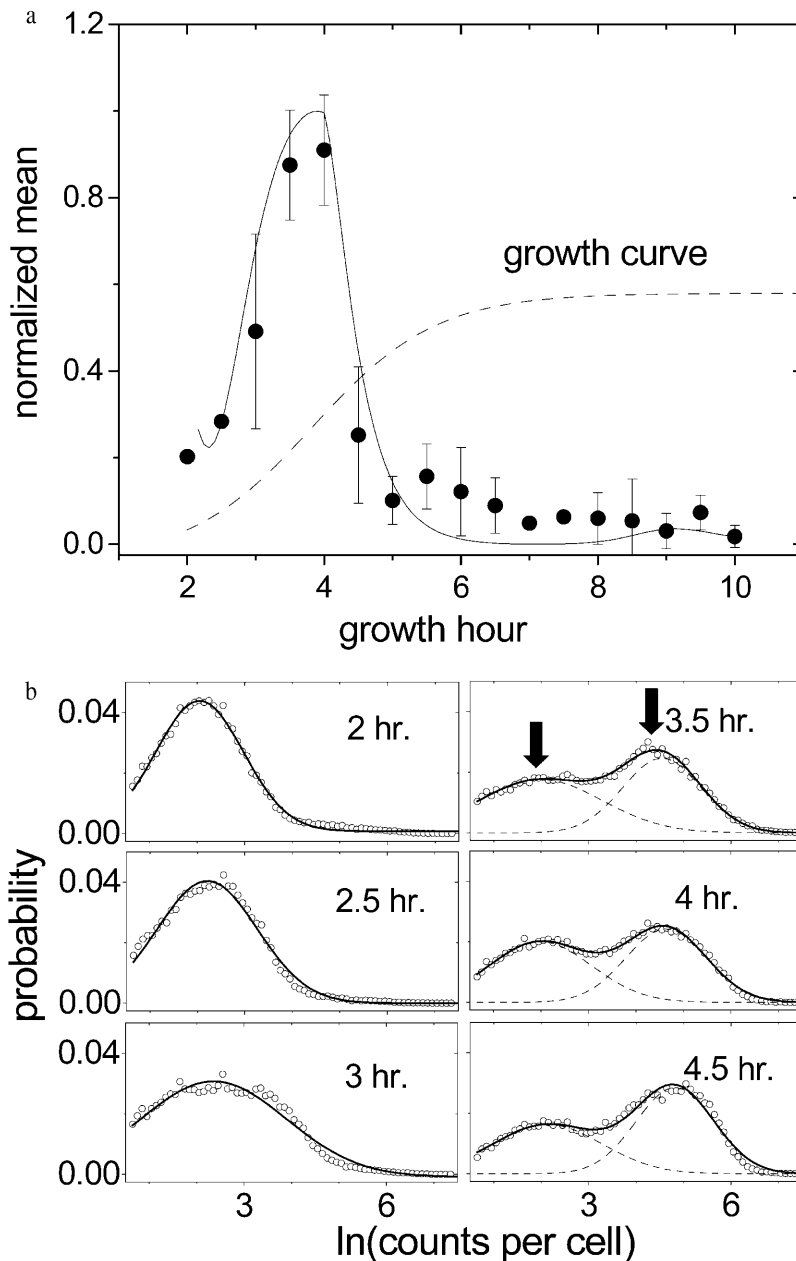 a
1.2
0.8
0.4
0.0
normalized mean
growth curve
2
4
6
8
10
growth hour
b
0.04
0.00
0.04
0.00
0.04
0.00
probability
2 hr.
3.5 hr.
2.5 hr.
4 hr.
3 hr.
4.5 hr.
3
6
3
6
ln(counts per cell)